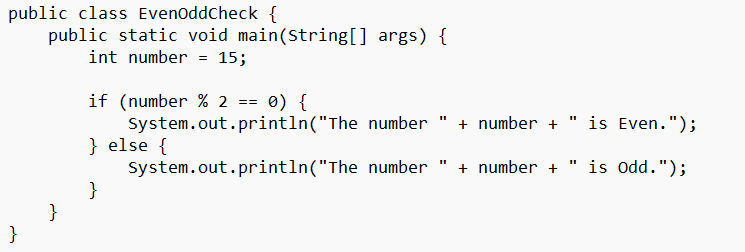 public class EvenOddCheck {
    public static void main(String[] args) {
        int number = 15;

        if (number % 2 == 0) {
            System.out.println("The number " + number + " is Even.");
        } else {
            System.out.println("The number " + number + " is Odd.");
        }
    }
}